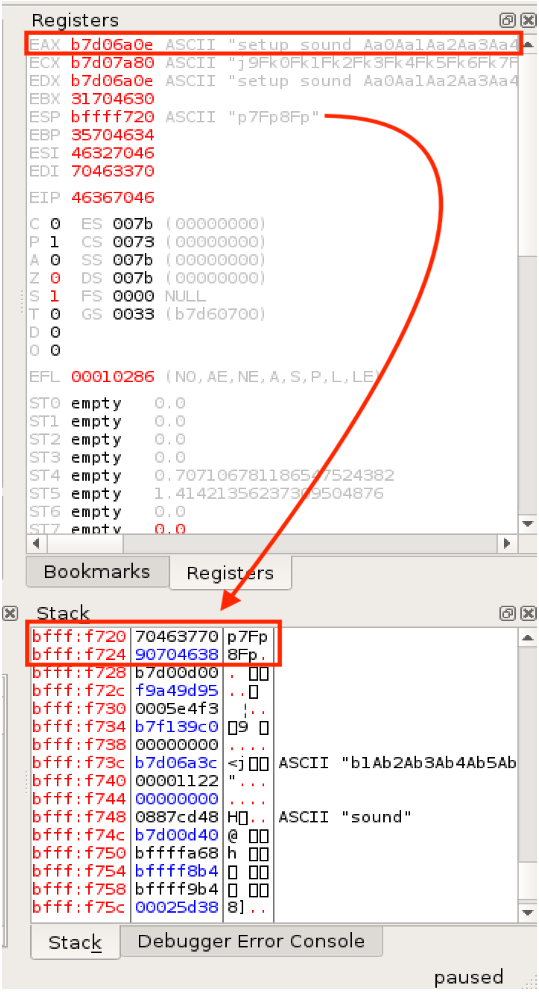 Registers
EAX b7d06a0e ASCII "setup sound Aa0Aa1Aa2Aa3Aa4
ECX b7d07a80 ASCII "j9Fk0Fk1Fk2Fk3Fk4Fk5Fk6Fk7F
EDX b7d06a0e ASCII "setup sound Aa0Aa1Aa2Aa3Aa4
EBX 31704630
ESP bffff720 ASCII "p7Fp8Fp"
EBP 35704634
ESI 46327046
EDI 70463370
EIP 46367046
C 0 ES 007b (00000000)
P 1 CS 0073 (00000000)
A 0 SS 007b (00000000)
Z 0 DS 007b (00000000)
S 1 FS 0000 NULL
T 0 GS 0033 (b7d60700)
D 0
O 0
EFL 00010286 (NO,AE,NE,A,S,P,L,LE)
ST0 empty 0.0
ST1 empty 0.0
ST2 empty 0.0
ST3 empty 0.0
ST4 empty 0.707106781186547524382
ST5 empty 1.41421356237309504876
ST6 empty 0.0
ST7 empty 0.0
Bookmarks Registers
Stack
bfff:f720 70463770 p7Fp
bfff:f724 90704638 8Fp.
bfff:f728 b7d00d00 .
bfff:f72c f9a49d95 ..
bfff:f730 0005e4f3 ¦..
bfff:f734 b7f139c0 9
bfff:f738 00000000 ....
bfff:f73c b7d06a3c <j ASCII "b1Ab2Ab3Ab4Ab5Ab
bfff:f740 00001122 "...
bfff:f744 00000000 ....
bfff:f748 0887cd48 H.. ASCII "sound"
bfff:f74c b7d00d40 @
bfff:f750 bffffa68 h
bfff:f754 bffff8b4
bfff:f758 bffff9b4
bfff:f75c 00025d38 8]..
Stack Debugger Error Console
paused